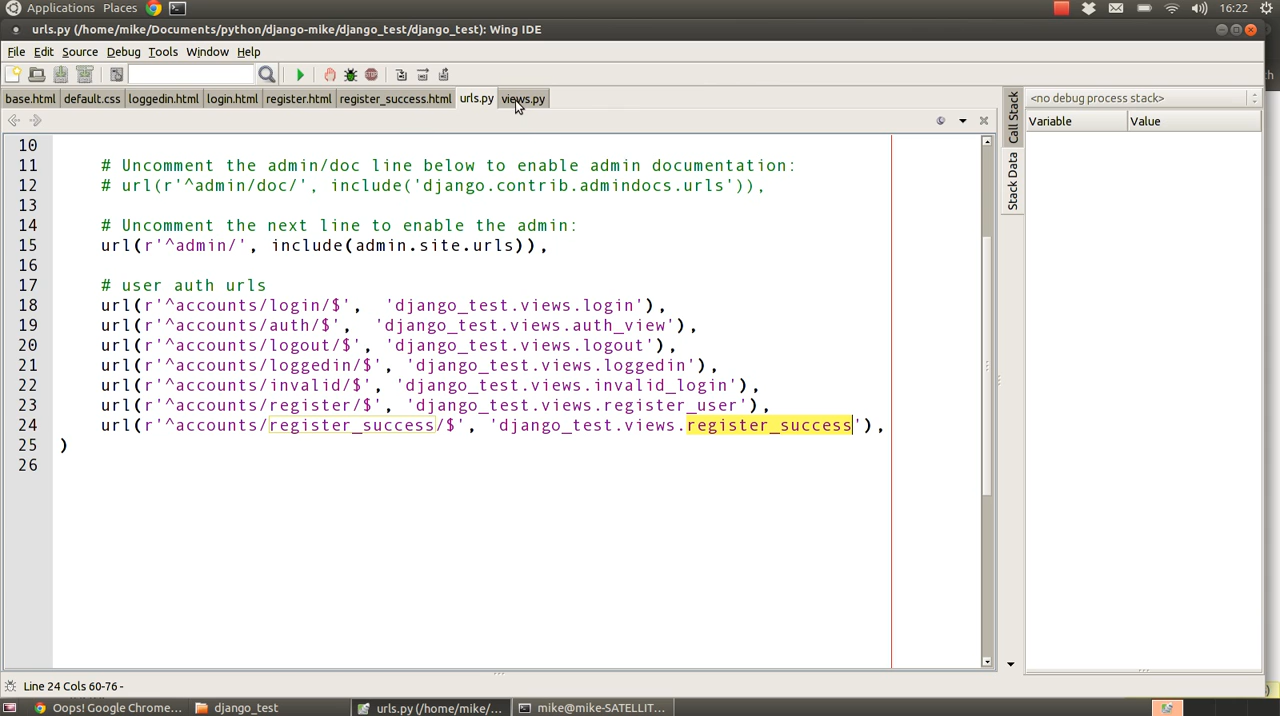 Applications Places 16:22
urls.py (/home/mike/Documents/python/django-mike/django_test/django_test): Wing IDE
File Edit Source Debug Tools Window Help
base.html default.css loggedin.html login.html register.html register_success.html urls.py views.py
<no debug process stack>
Variable Value
Call Stack
Stack Data
10
11 # Uncomment the admin/doc line below to enable admin documentation:
12 # url(r'^admin/doc/', include('django.contrib.admindocs.urls')),
13
14 # Uncomment the next line to enable the admin:
15 url(r'^admin/', include(admin.site.urls)),
16
17 # user auth urls
18 url(r'^accounts/login/$', 'django_test.views.login'),
19 url(r'^accounts/auth/$', 'django_test.views.auth_view'),
20 url(r'^accounts/logout/$', 'django_test.views.logout'),
21 url(r'^accounts/loggedin/$', 'django_test.views.loggedin'),
22 url(r'^accounts/invalid/$', 'django_test.views.invalid_login'),
23 url(r'^accounts/register/$', 'django_test.views.register_user'),
24 url(r'^accounts/register_success/$', 'django_test.views.register_success'),
25 )
26
Line 24 Cols 60-76 -
Oops! Google Chrome... django_test urls.py (/home/mike/... mike@mike-SATELLIT...